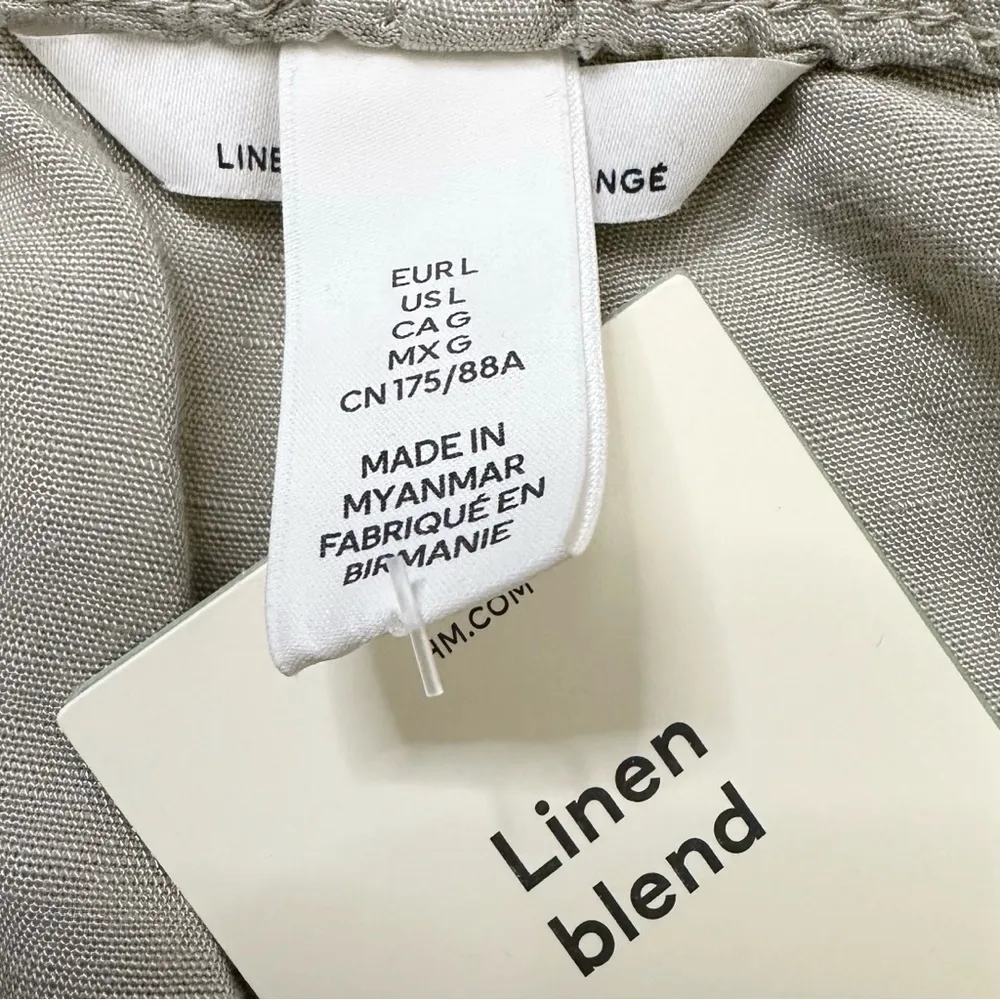 LINE
NGÉ
EUR L
US L
CA G
MX G
CN 175/88A
MADE IN
MYANMAR
FABRIQUÉ EN
BIRMANIE
HM.COM
Linen
blend